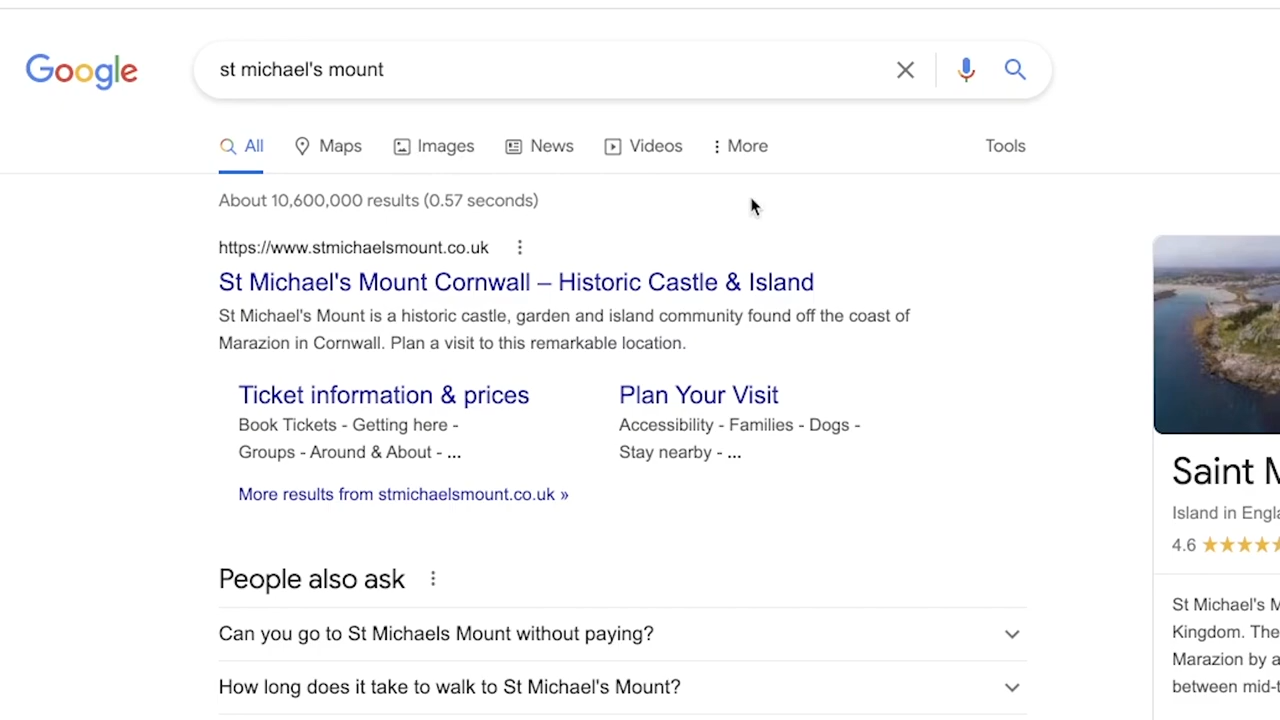 Google
st michael's mount
All Maps Images News Videos More Tools
About 10,600,000 results (0.57 seconds)
https://www.stmichaelsmount.co.uk
St Michael's Mount Cornwall – Historic Castle & Island
St Michael's Mount is a historic castle, garden and island community found off the coast of
Marazion in Cornwall. Plan a visit to this remarkable location.
Ticket information & prices
Book Tickets - Getting here -
Groups - Around & About - ...
Plan Your Visit
Accessibility - Families - Dogs -
Stay nearby - ...
More results from stmichaelsmount.co.uk »
People also ask
Can you go to St Michaels Mount without paying?
How long does it take to walk to St Michael's Mount?
Saint
Island in
4.6
St Michael's
Kingdom. The
Marazion by a
between